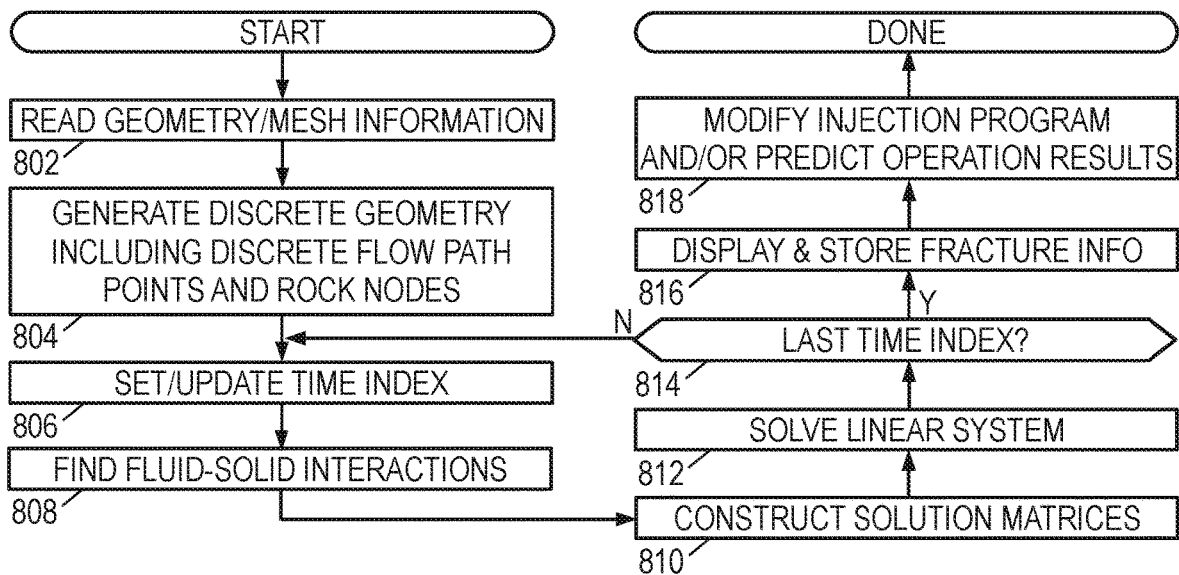 START
READ GEOMETRY/MESH INFORMATION
802
GENERATE DISCRETE GEOMETRY
INCLUDING DISCRETE FLOW PATH
POINTS AND ROCK NODES
804
SET/UPDATE TIME INDEX
806
FIND FLUID-SOLID INTERACTIONS
808
DONE
MODIFY INJECTION PROGRAM
AND/OR PREDICT OPERATION RESULTS
818
DISPLAY & STORE FRACTURE INFO
816
Y
N
LAST TIME INDEX?
814
SOLVE LINEAR SYSTEM
812
CONSTRUCT SOLUTION MATRICES
810